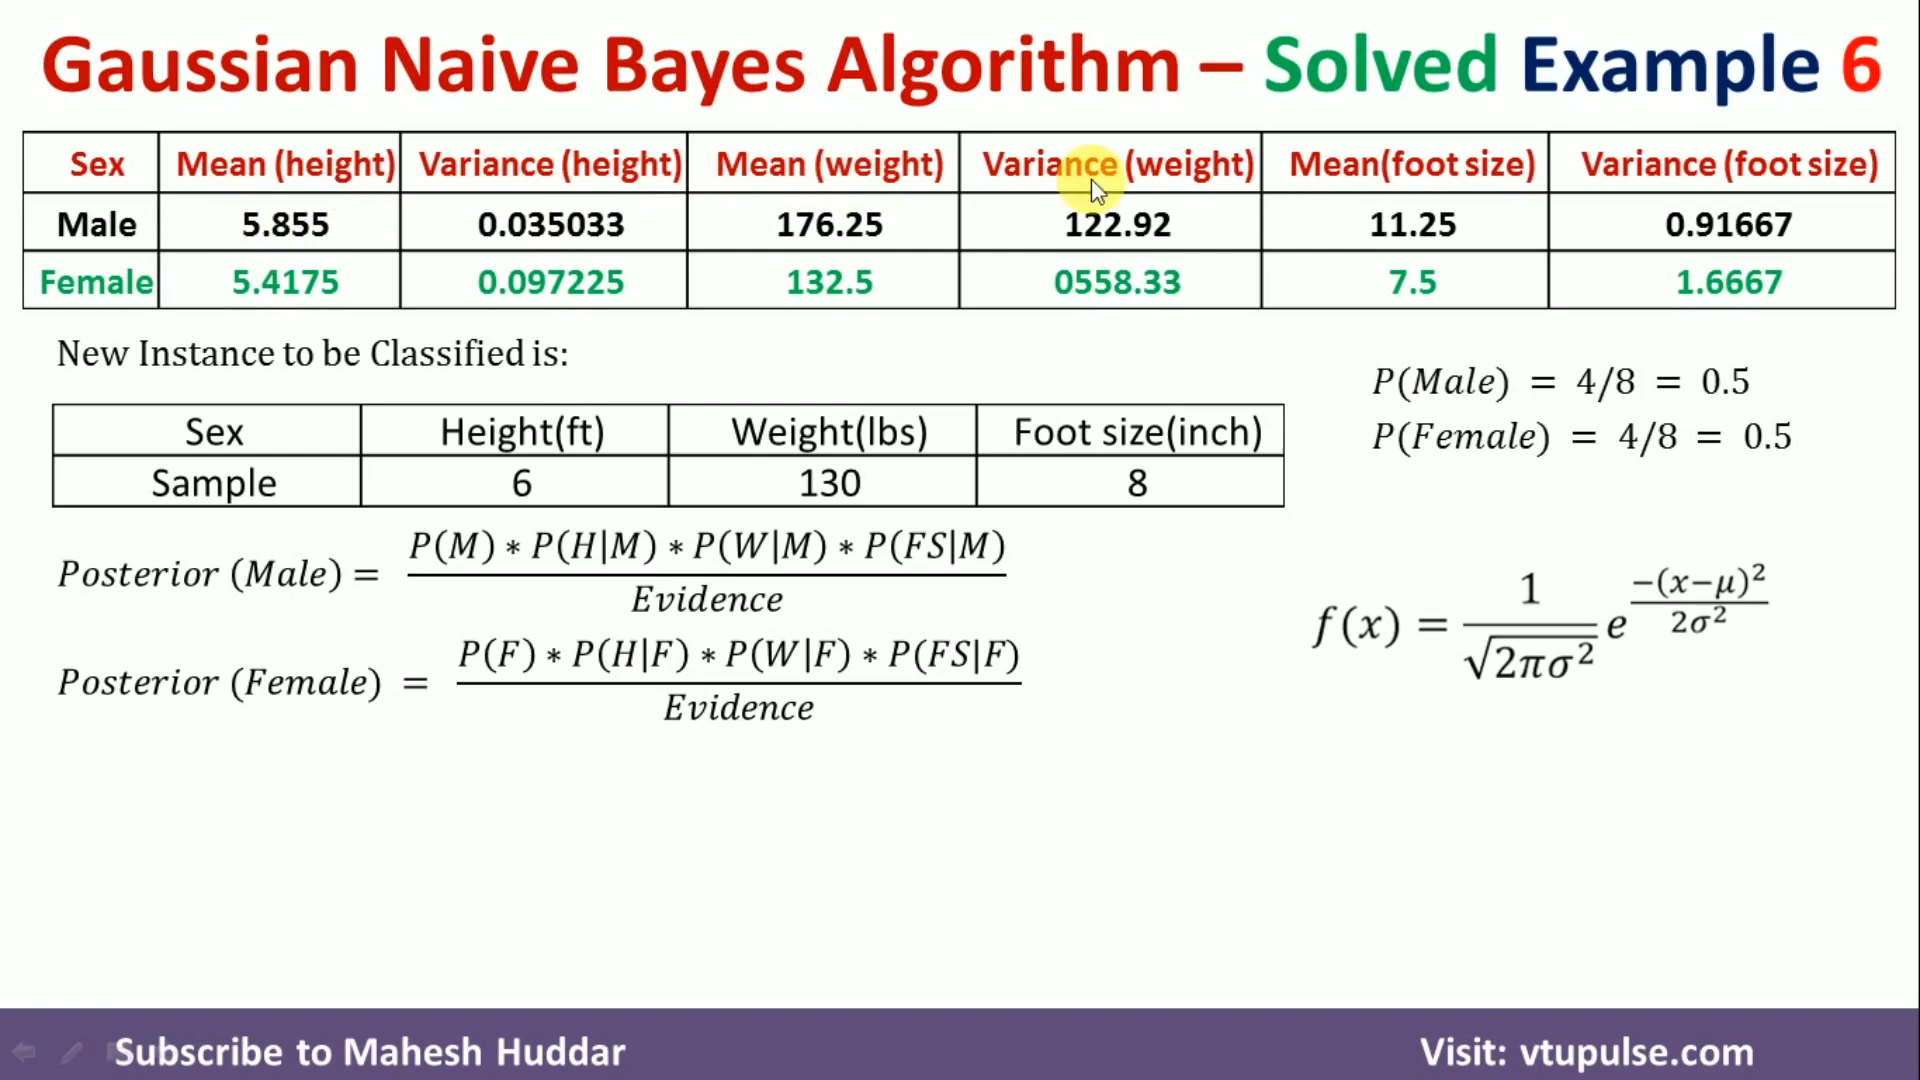 Gaussian Naive Bayes Algorithm – Solved Example 6
Sex Mean (height) Variance (height) Mean (weight) Variance (weight) Mean(foot size) Variance (foot size)
Male 5.855 0.035033 176.25 122.92 11.25 0.91667
Female 5.4175 0.097225 132.5 0558.33 7.5 1.6667
New Instance to be Classified is:
P(Male) = 4/8 = 0.5
P(Female) = 4/8 = 0.5
Sex Height(ft) Weight(lbs) Foot size(inch)
Sample 6 130 8
Posterior (Male) = P(M) ∗ P(H|M) ∗ P(W|M) ∗ P(FS|M) / Evidence
Posterior (Female) = P(F) ∗ P(H|F) ∗ P(W|F) ∗ P(FS|F) / Evidence
f(x) = 1/√2πσ² e −(x−μ)²/2σ²
Subscribe to Mahesh Huddar
Visit: vtupulse.com